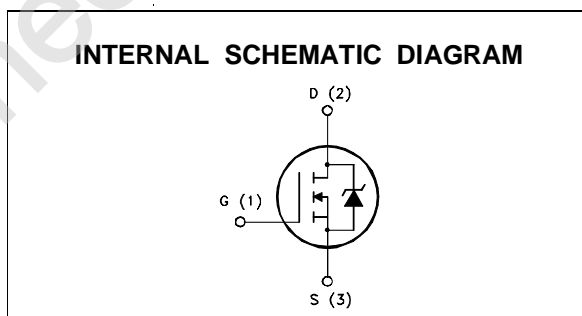 INTERNAL SCHEMATIC DIAGRAM
D (2)
G (1)
S (3)